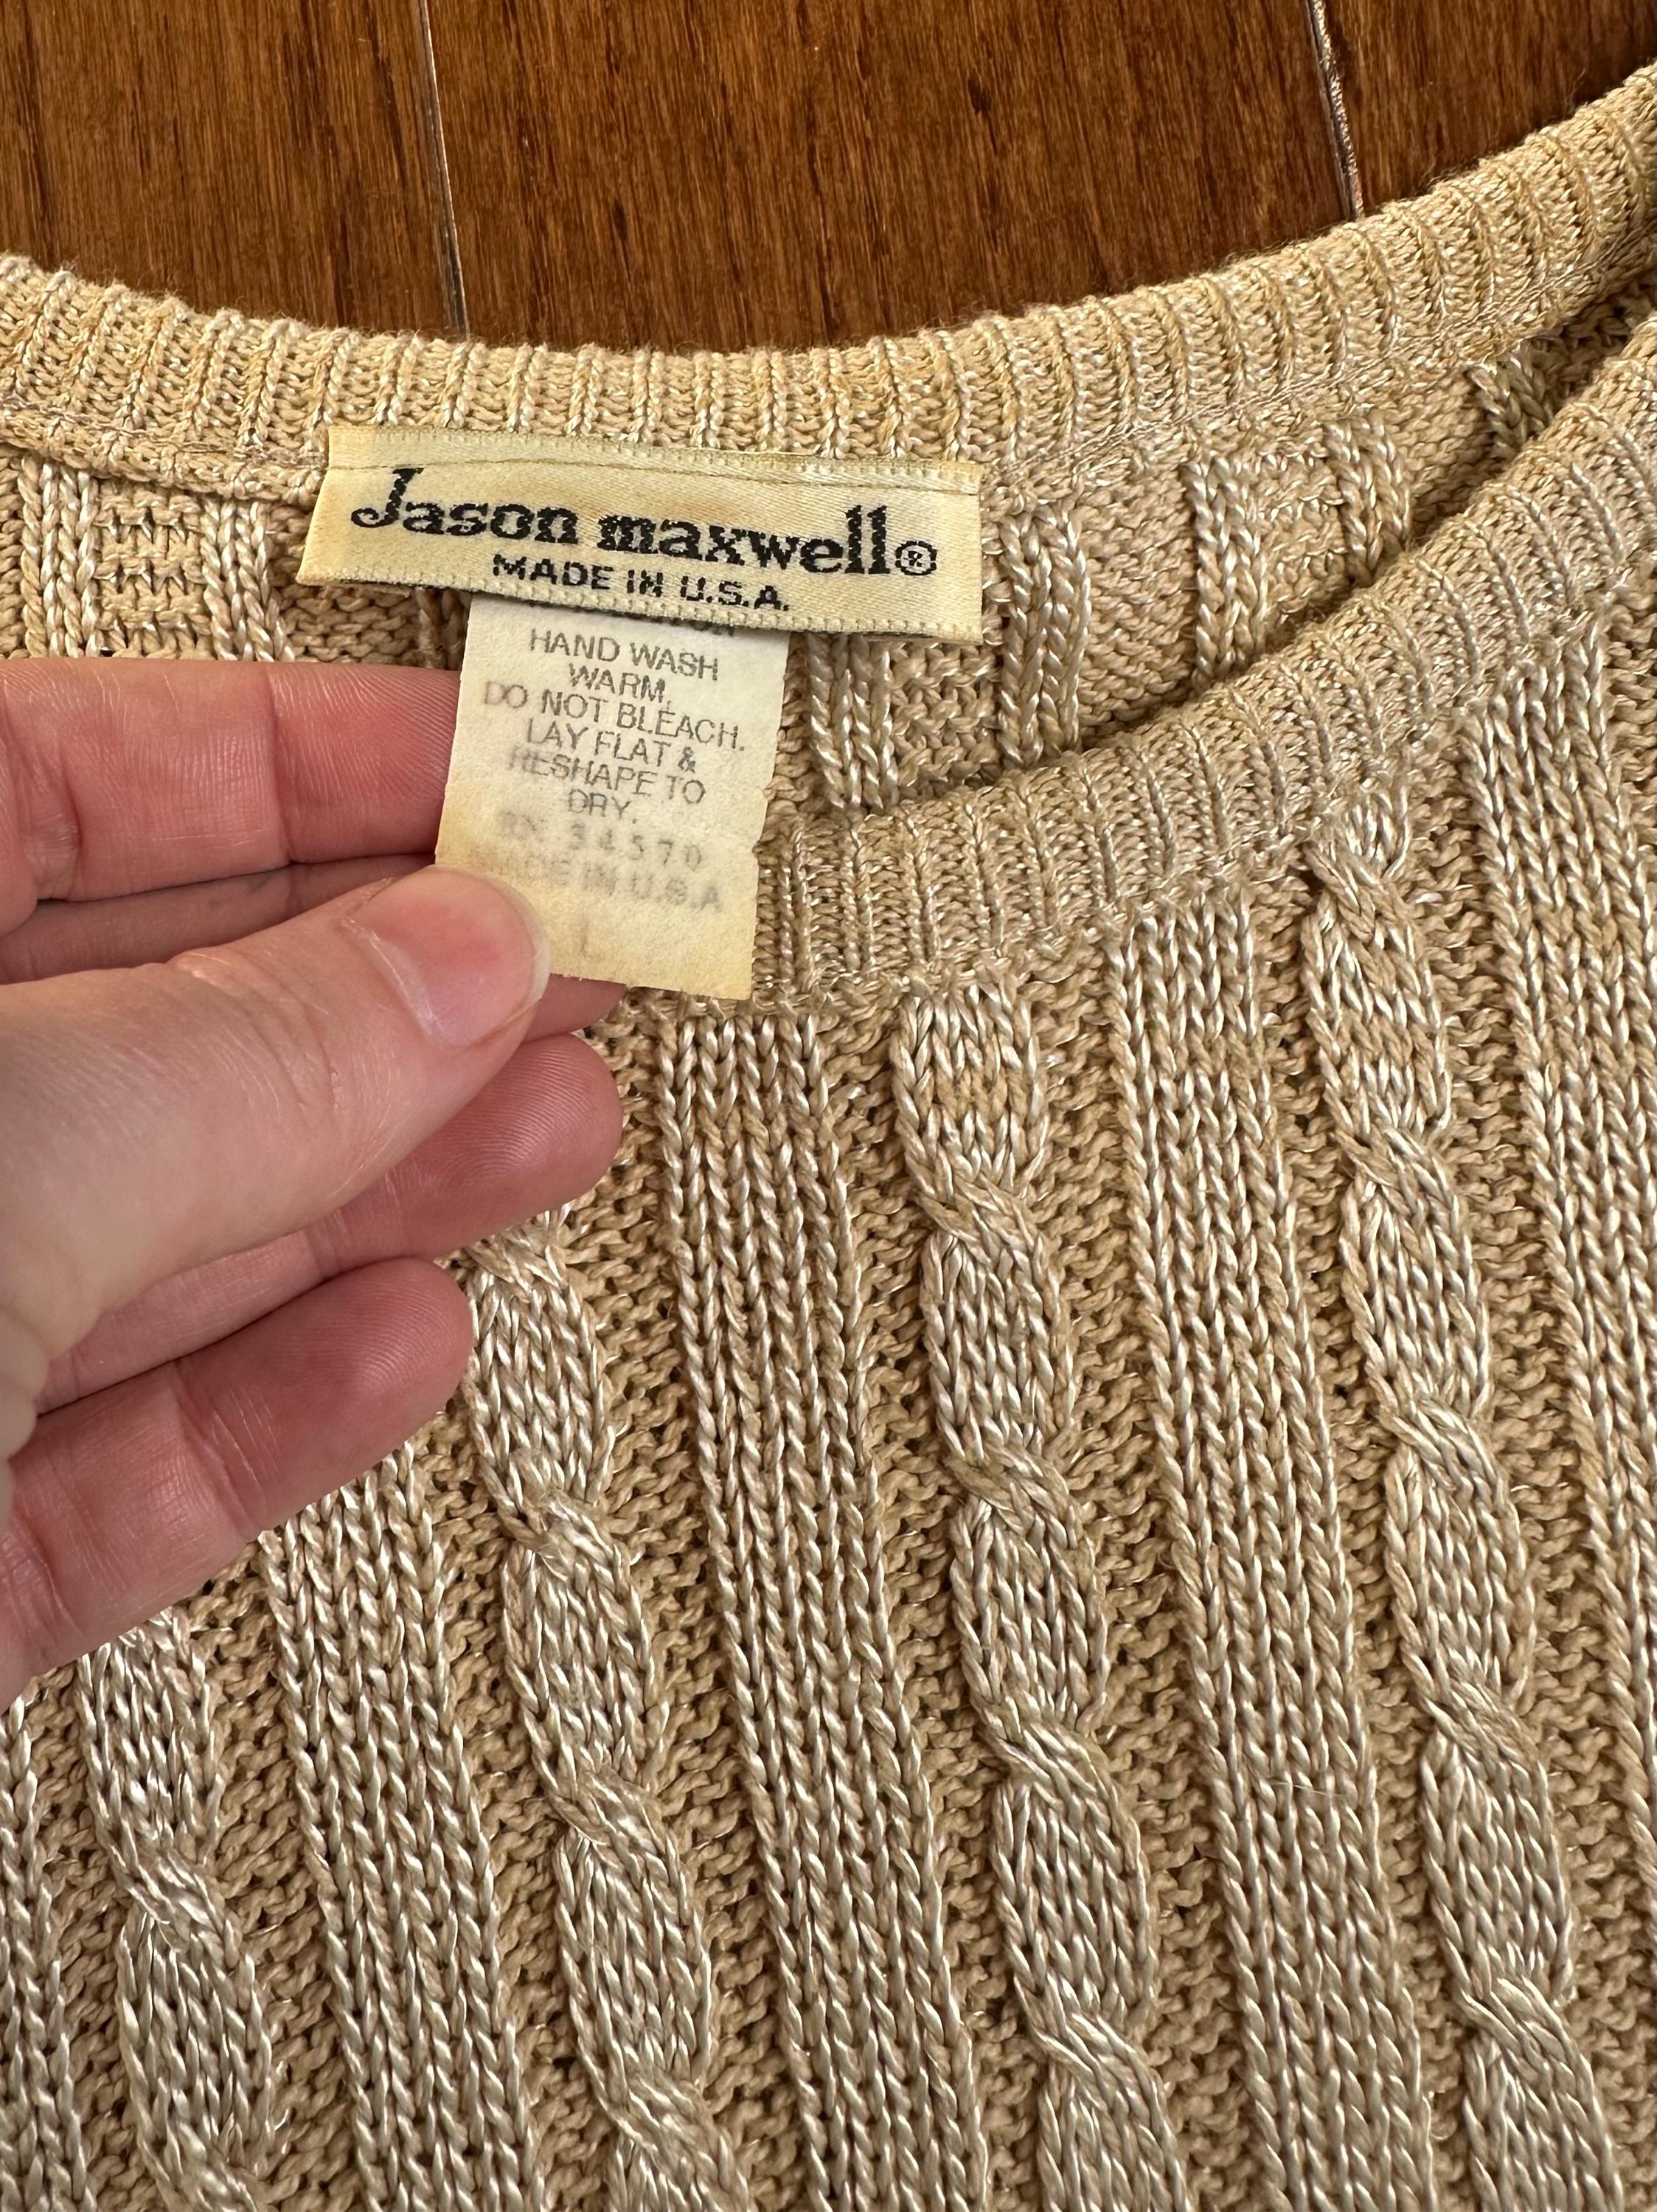 Jason maxwell®
MADE IN U.S.A.
HAND WASH
WARM,
DO NOT BLEACH.
LAY FLAT &
RESHAPE TO
DRY.
RN 34570
MADE IN U.S.A
L